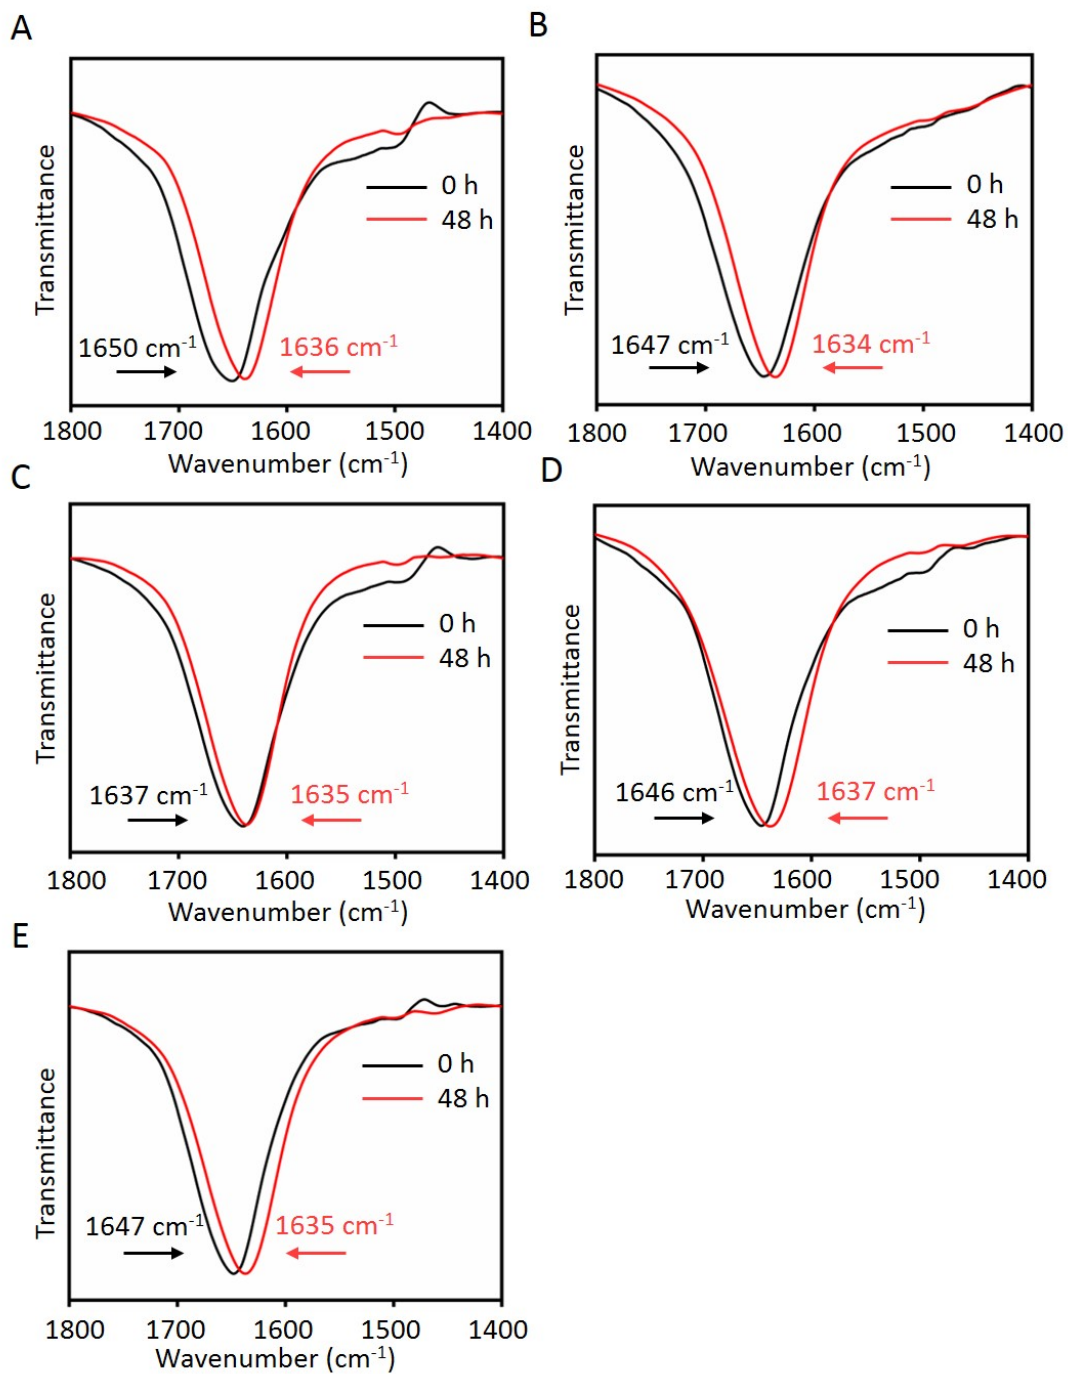 A
Transmittance
0 h
48 h
1650 cm⁻¹
1636 cm⁻¹
1800 1700 1600 1500 1400
Wavenumber (cm⁻¹)
B
Transmittance
0 h
48 h
1647 cm⁻¹
1634 cm⁻¹
1800 1700 1600 1500 1400
Wavenumber (cm⁻¹)
C
Transmittance
0 h
48 h
1637 cm⁻¹
1635 cm⁻¹
1800 1700 1600 1500 1400
Wavenumber (cm⁻¹)
D
Transmittance
0 h
48 h
1646 cm⁻¹
1637 cm⁻¹
1800 1700 1600 1500 1400
Wavenumber (cm⁻¹)
E
Transmittance
0 h
48 h
1647 cm⁻¹
1635 cm⁻¹
1800 1700 1600 1500 1400
Wavenumber (cm⁻¹)